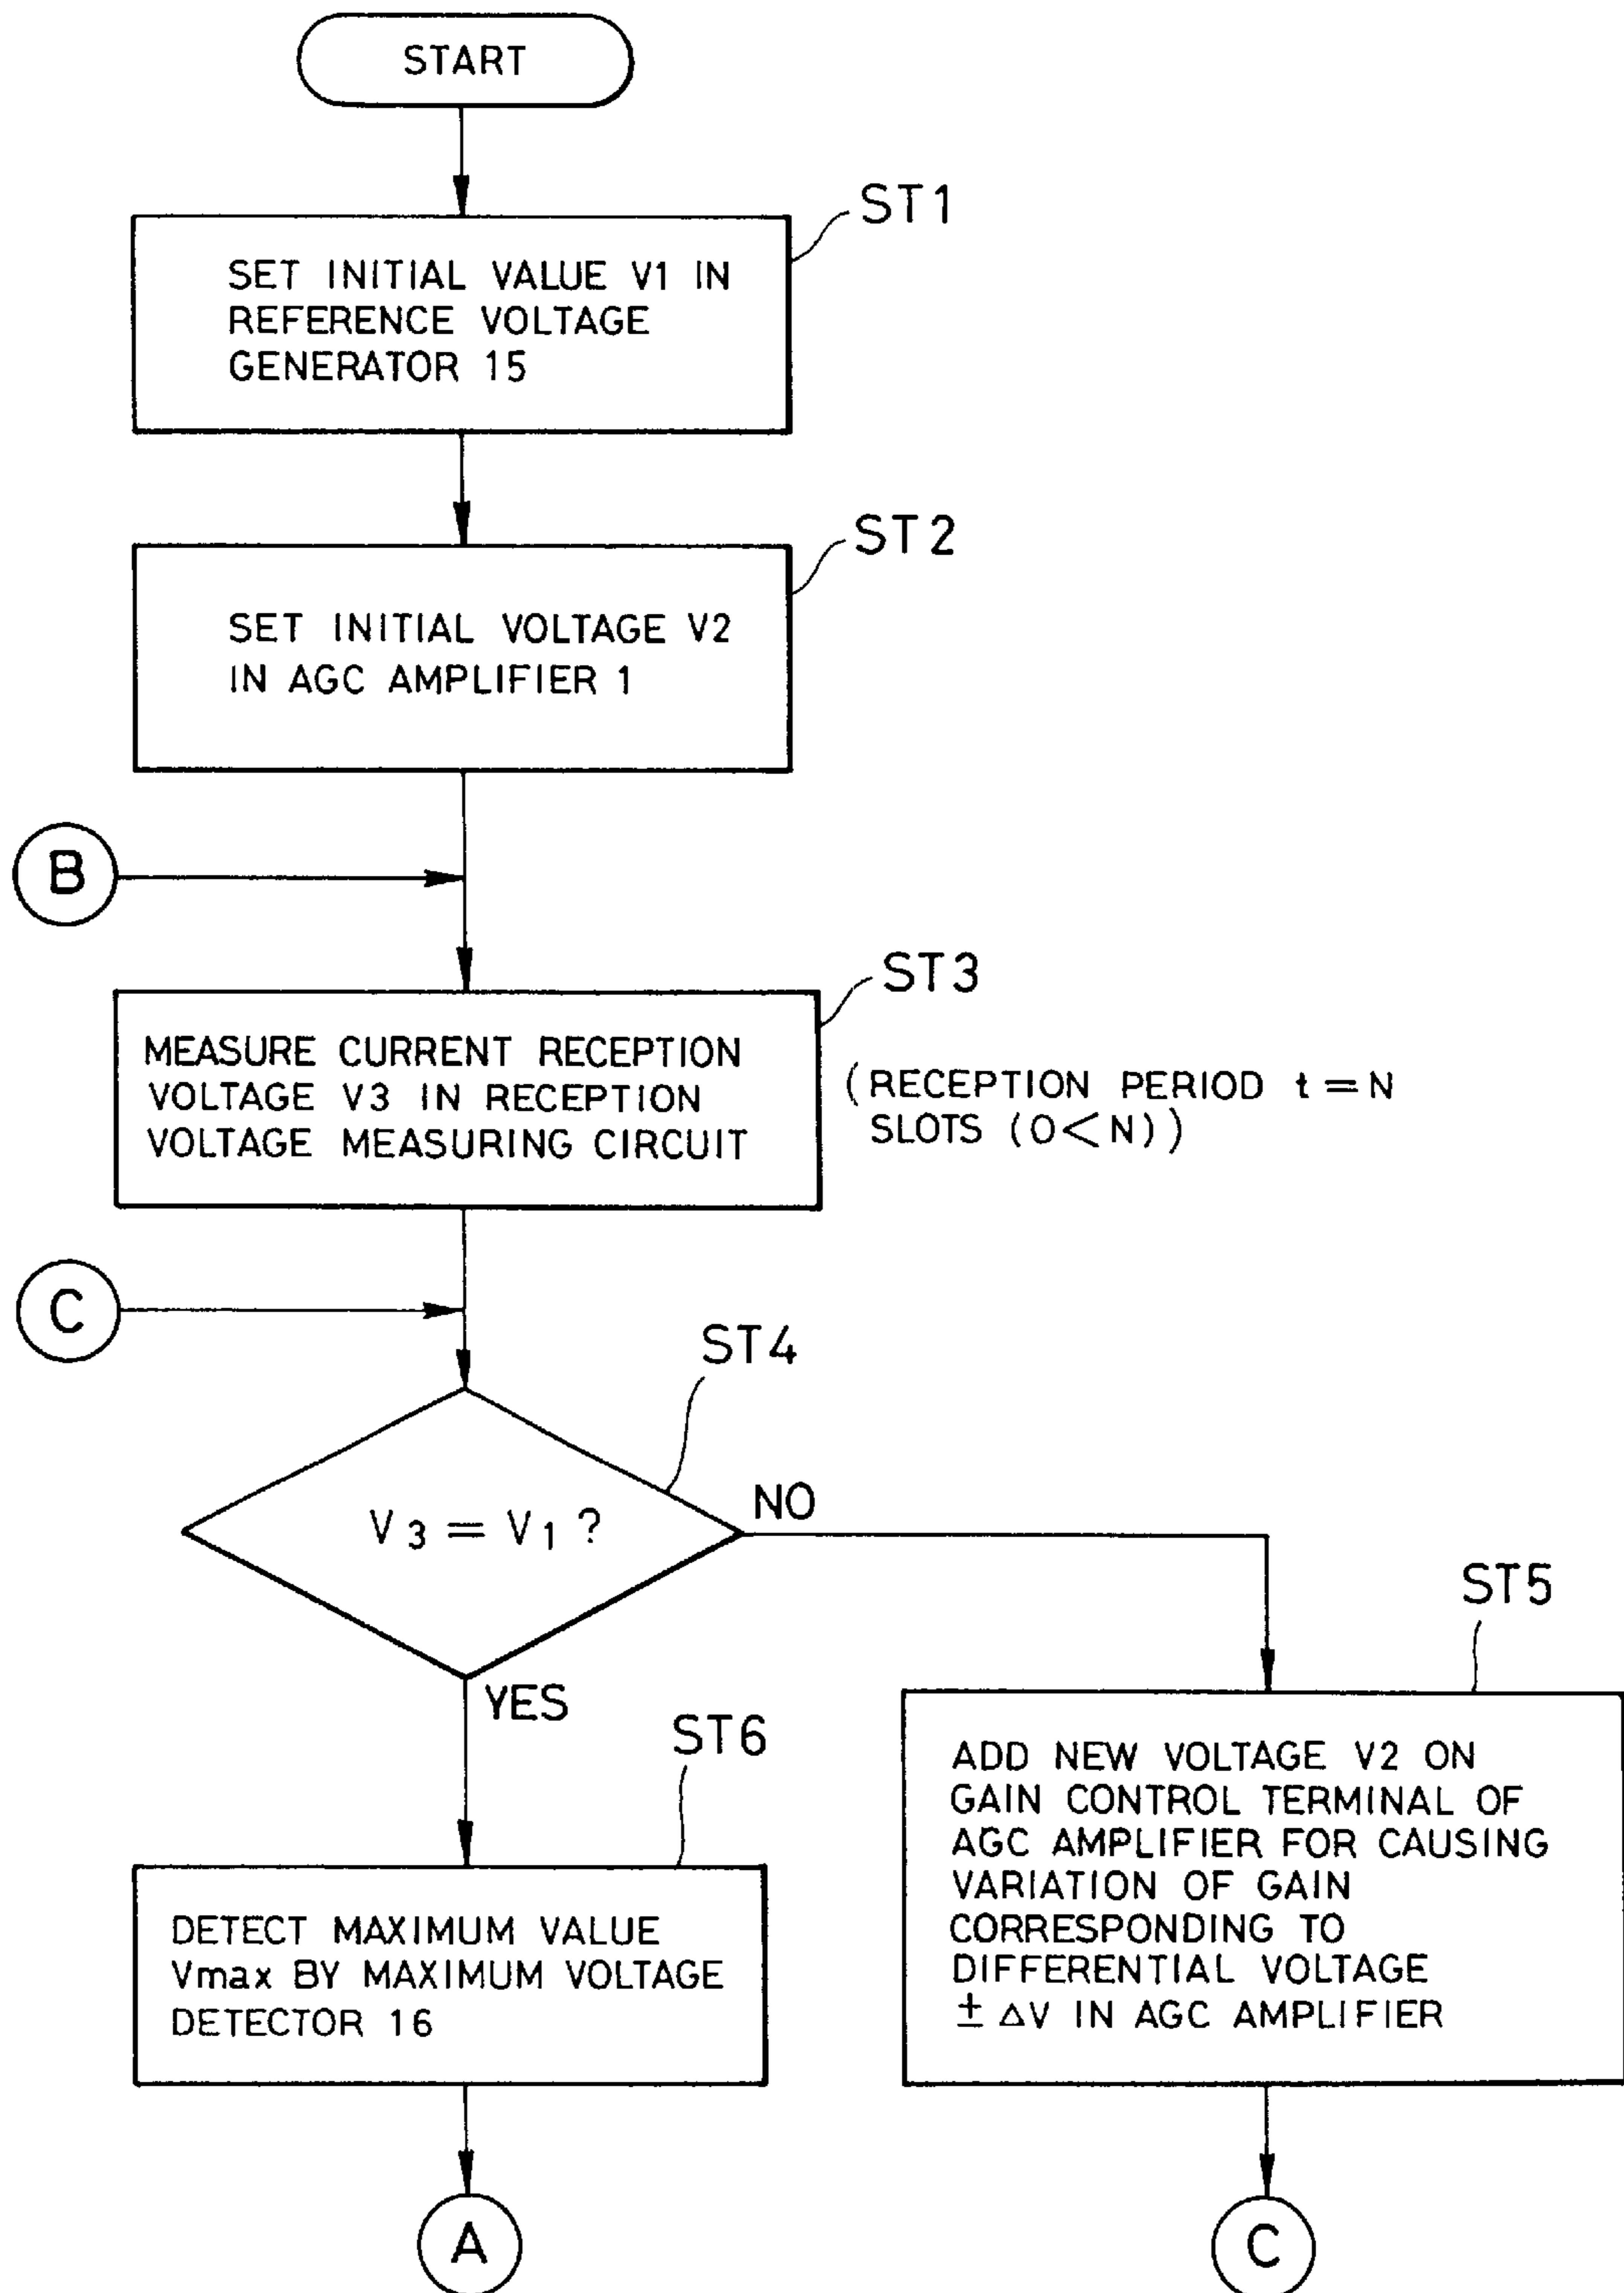 START
ST1
SET INITIAL VALUE V1 IN
REFERENCE VOLTAGE
GENERATOR 15
ST2
SET INITIAL VOLTAGE V2
IN AGC AMPLIFIER 1
B
ST3
MEASURE CURRENT RECEPTION
VOLTAGE V3 IN RECEPTION
VOLTAGE MEASURING CIRCUIT
(RECEPTION PERIOD t=N
SLOTS (0<N))
C
ST4
V3 = V1 ?
NO
YES
ST5
ADD NEW VOLTAGE V2 ON
GAIN CONTROL TERMINAL OF
AGC AMPLIFIER FOR CAUSING
VARIATION OF GAIN
CORRESPONDING TO
DIFFERENTIAL VOLTAGE
± ΔV IN AGC AMPLIFIER
ST6
DETECT MAXIMUM VALUE
Vmax BY MAXIMUM VOLTAGE
DETECTOR 16
A
C